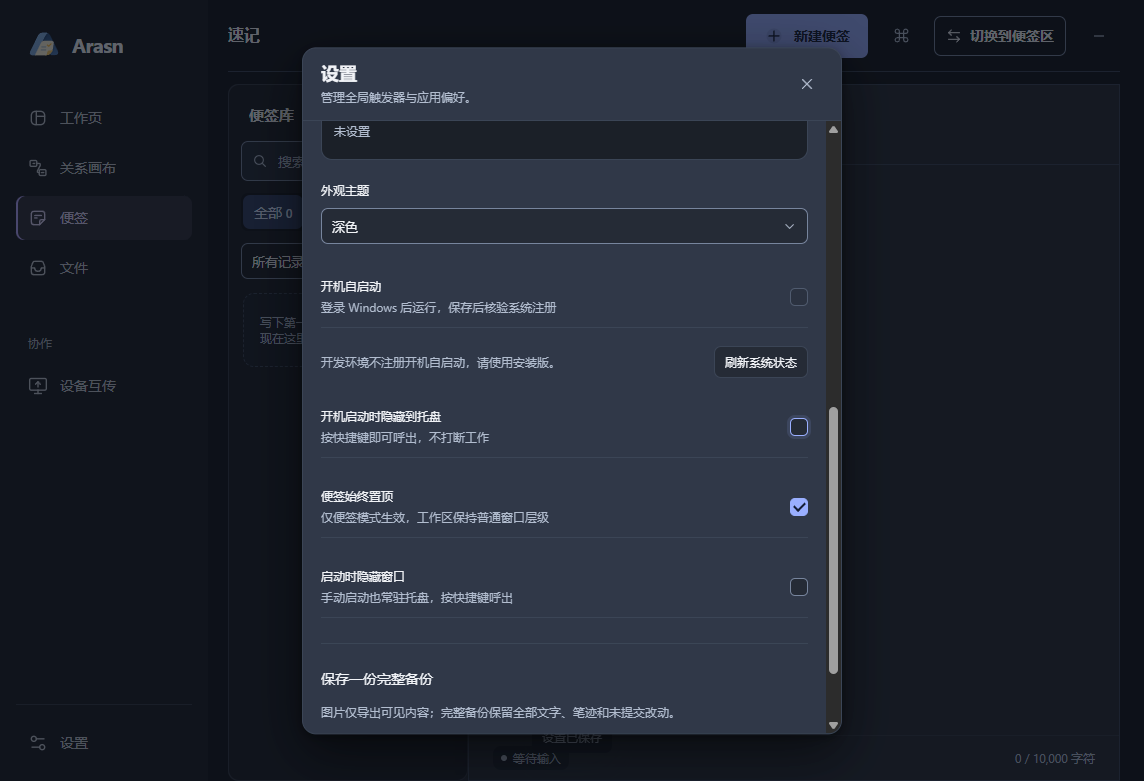 Arasn
工作页
关系画布
便签
文件
协作
设备互传
设置
速记
新建便签
切换到便签区
便签库
搜索
全部 0
所有记录
写下第一
现在这里
设置
管理全局触发器与应用偏好。
未设置
外观主题
深色
开机自启动
登录 Windows 后运行，保存后核验系统注册
开发环境不注册开机自启动，请使用安装版。
刷新系统状态
开机启动时隐藏到托盘
按快捷键即可呼出，不打断工作
便签始终置顶
仅便签模式生效，工作区保持普通窗口层级
启动时隐藏窗口
手动启动也常驻托盘，按快捷键呼出
保存一份完整备份
图片仅导出可见内容；完整备份保留全部文字、笔迹和未提交改动。
设置已保存
等待输入
0 / 10,000 字符